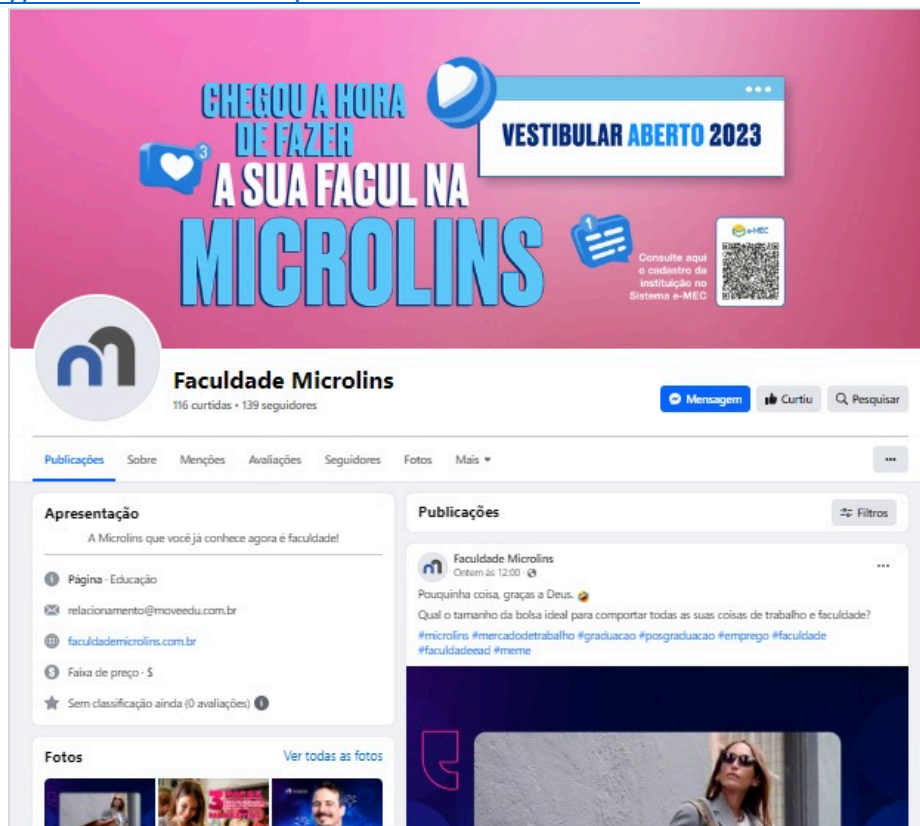 CHEGOU A HORA
DE FAZER
A SUA FACUL NA
MICROLINS
3
VESTIBULAR ABERTO 2023
1
Consulte aqui
o cadastro da
instituição no
Sistema e-MEC
e-MEC
Faculdade Microlins
116 curtidas • 139 seguidores
Mensagem
Curtiu
Pesquisar
Publicações Sobre Menções Avaliações Seguidores Fotos Mais
Apresentação
A Microlins que você já conhece agora é faculdade!
Página · Educação
relacionamento@moveedu.com.br
faculdademicrolins.com.br
Faixa de preço · $
Sem classificação ainda (0 avaliações)
Fotos
Ver todas as fotos
3 DICAS
Publicações
Filtros
Faculdade Microlins
Ontem às 12:00 ·
Pouquinha coisa, graças a Deus. 🤣
Qual o tamanho da bolsa ideal para comportar todas as suas coisas de trabalho e faculdade?
#microlins #mercadodetrabalho #graduacao #posgraduacao #emprego #faculdade
#faculdadeead #meme